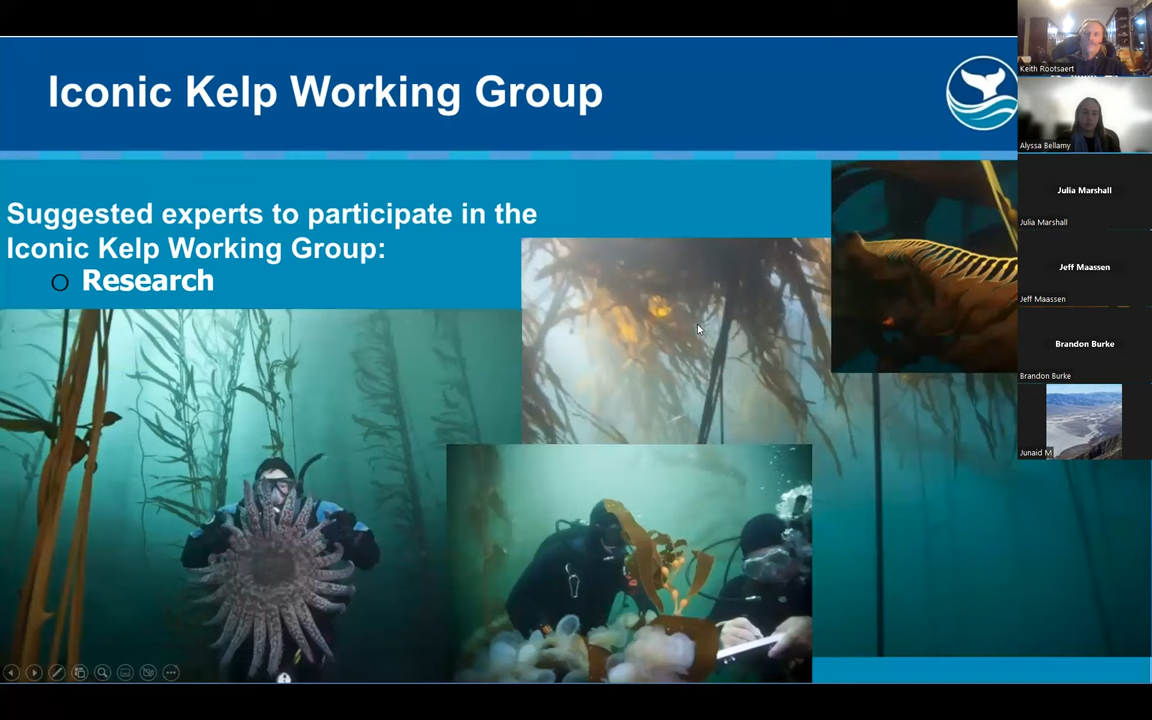 Iconic Kelp Working Group
Suggested experts to participate in the
Iconic Kelp Working Group:
o Research
Keith Rootsaert
Alyssa Bellamy
Julia Marshall
Julia Marshall
Jeff Maassen
Jeff Maassen
Brandon Burke
Brandon Burke
Junaid M